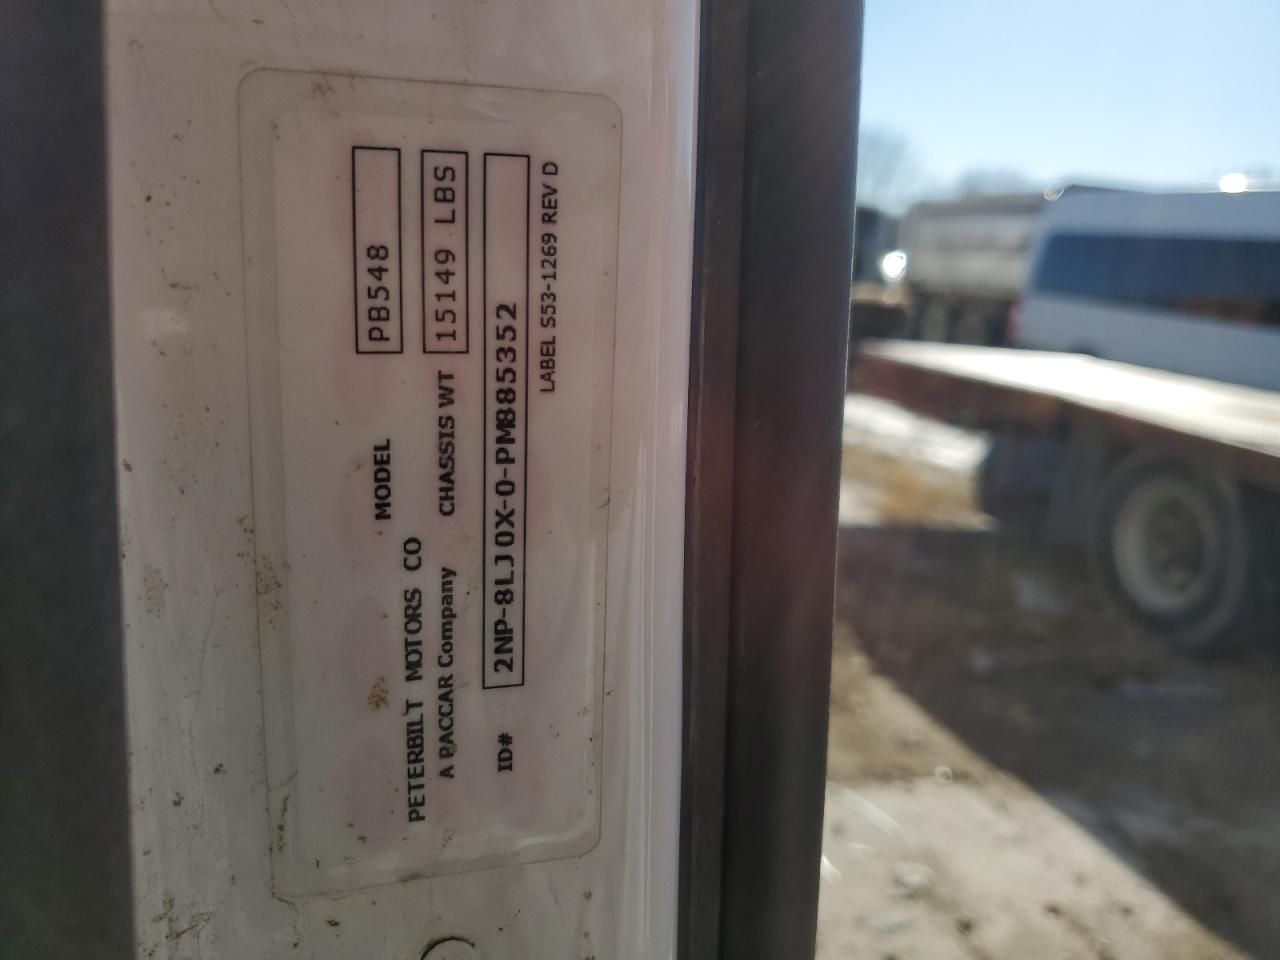 PETERBILT MOTORS CO MODEL PB548
A PACCAR Company CHASSIS WT 15149 LBS
ID# 2NP-8LJ0X-0-PM885352
LABEL S53-1269 REV D